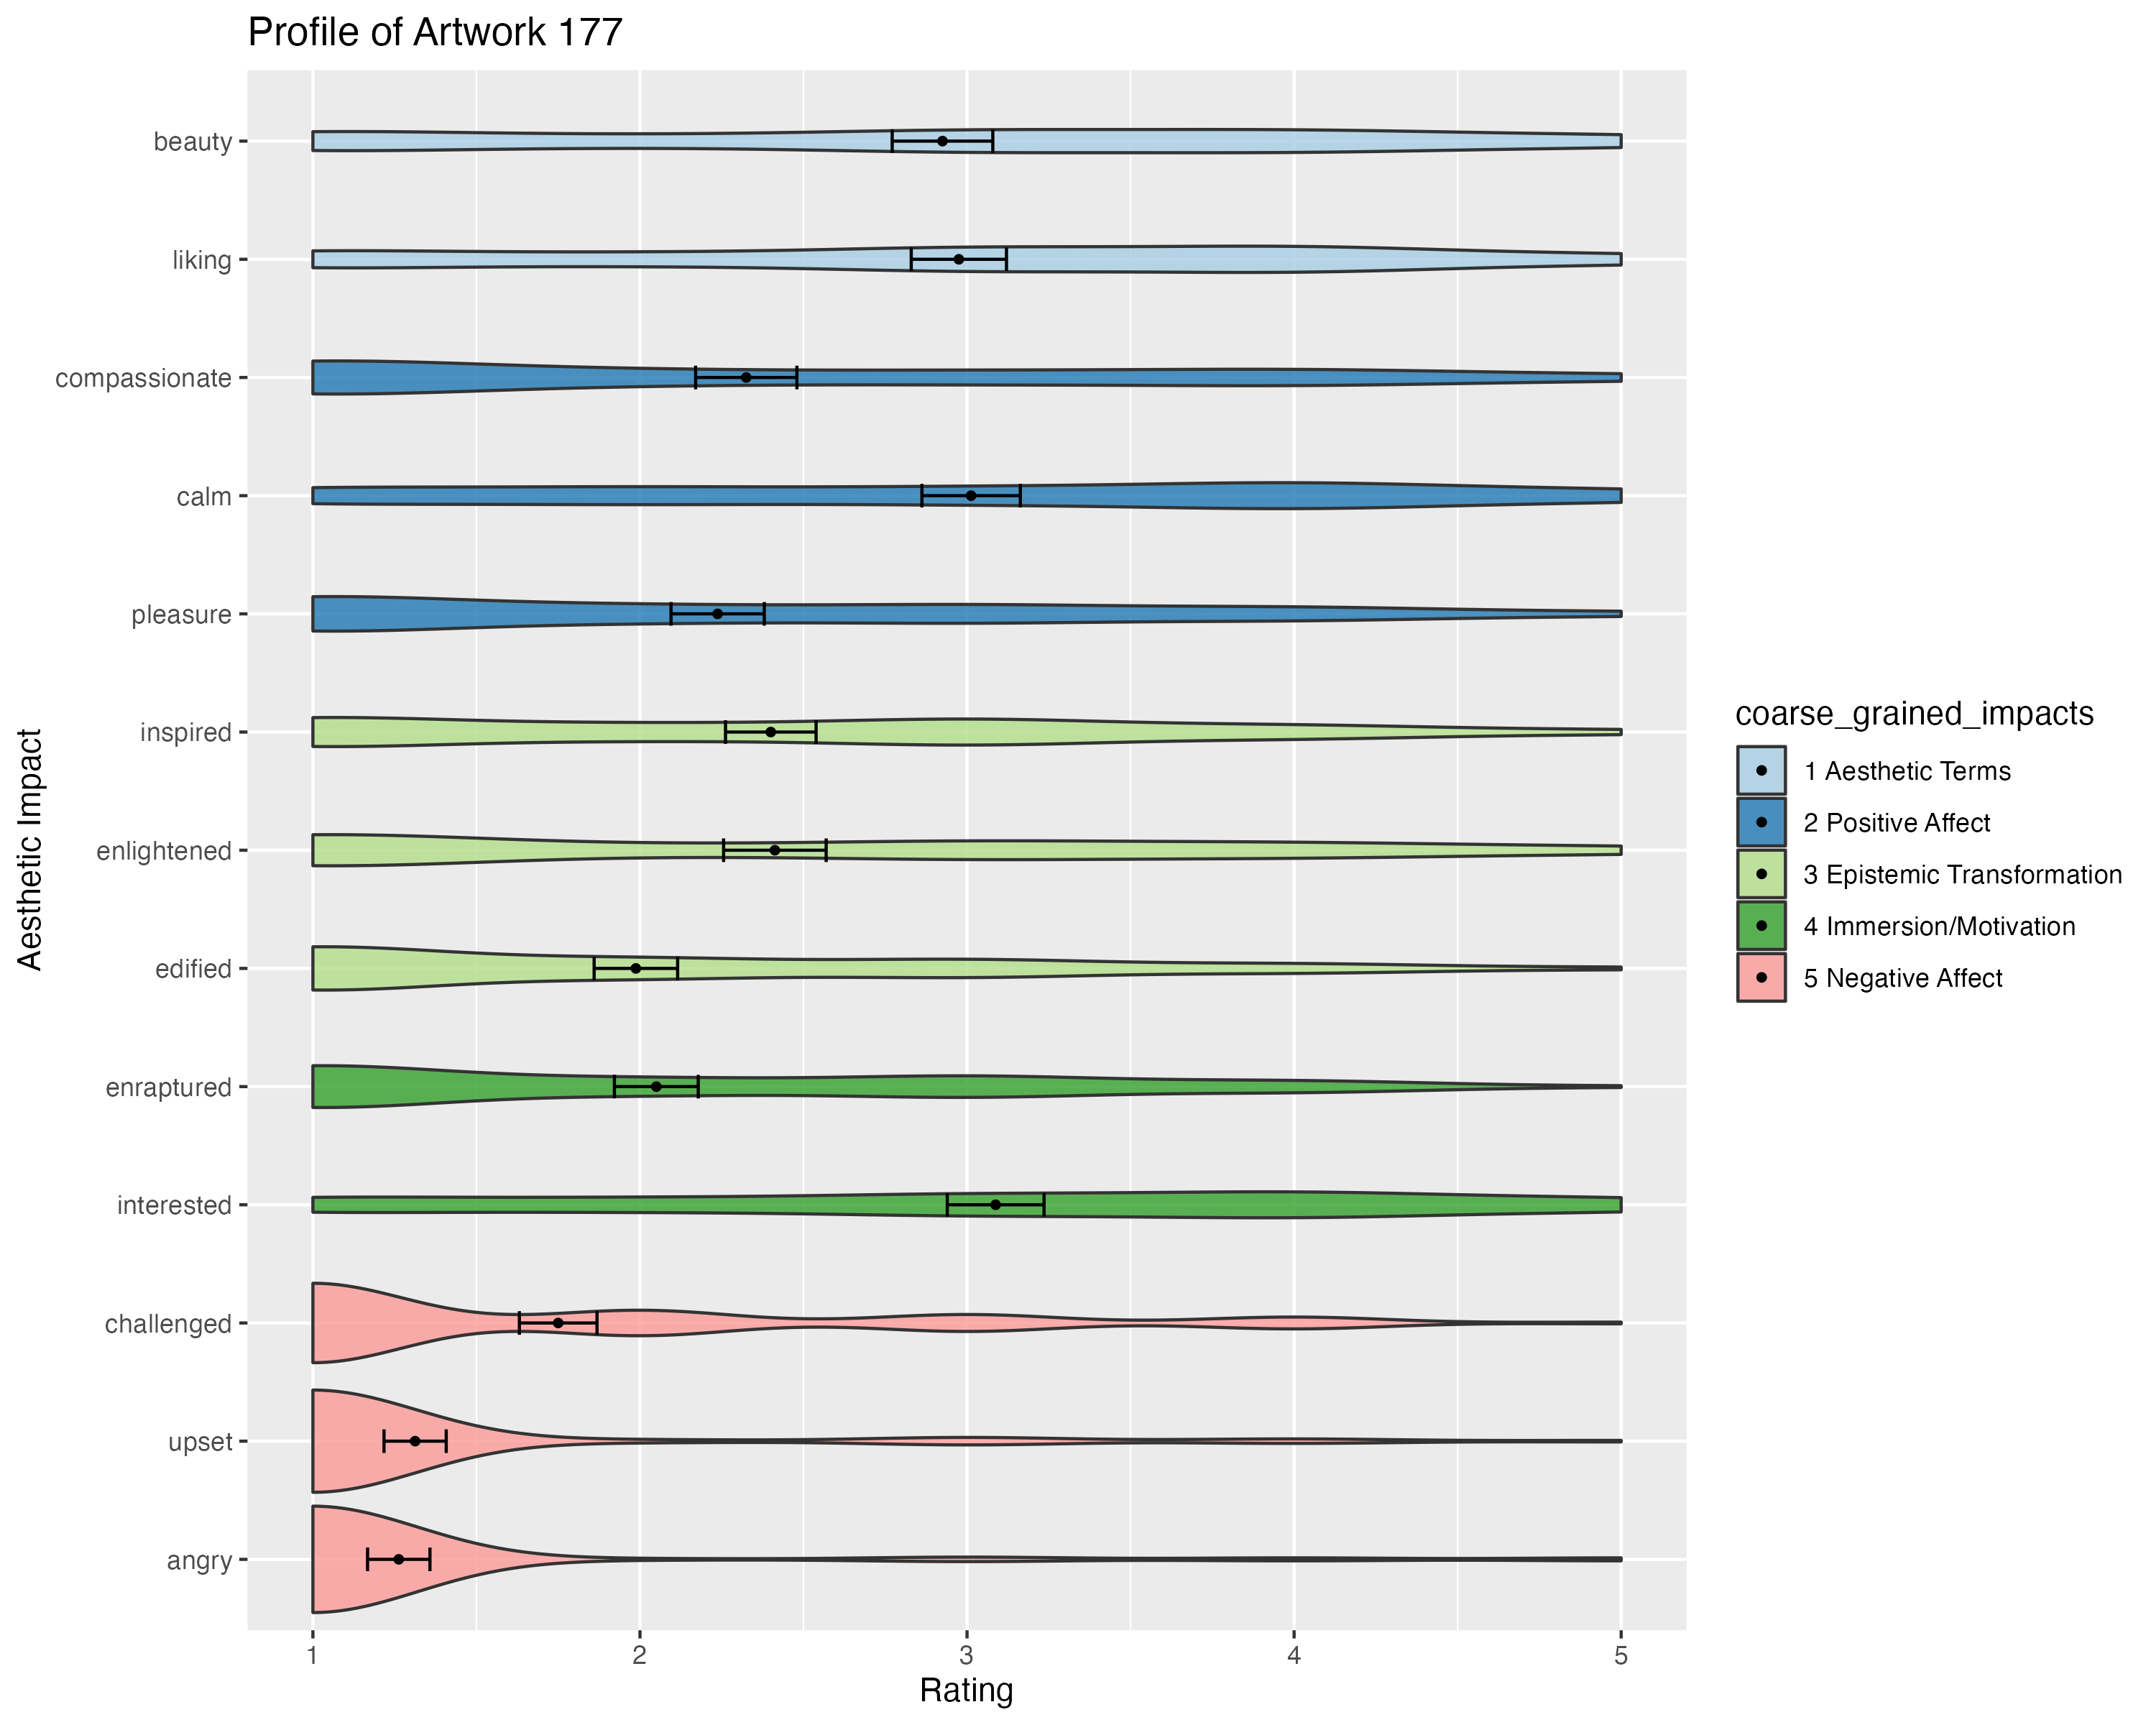 Profile of Artwork 177
beauty
liking
compassionate
calm
pleasure
inspired
enlightened
edified
enraptured
interested
challenged
upset
angry
Aesthetic Impact
1 2 3 4 5
Rating
coarse_grained_impacts
1 Aesthetic Terms
2 Positive Affect
3 Epistemic Transformation
4 Immersion/Motivation
5 Negative Affect